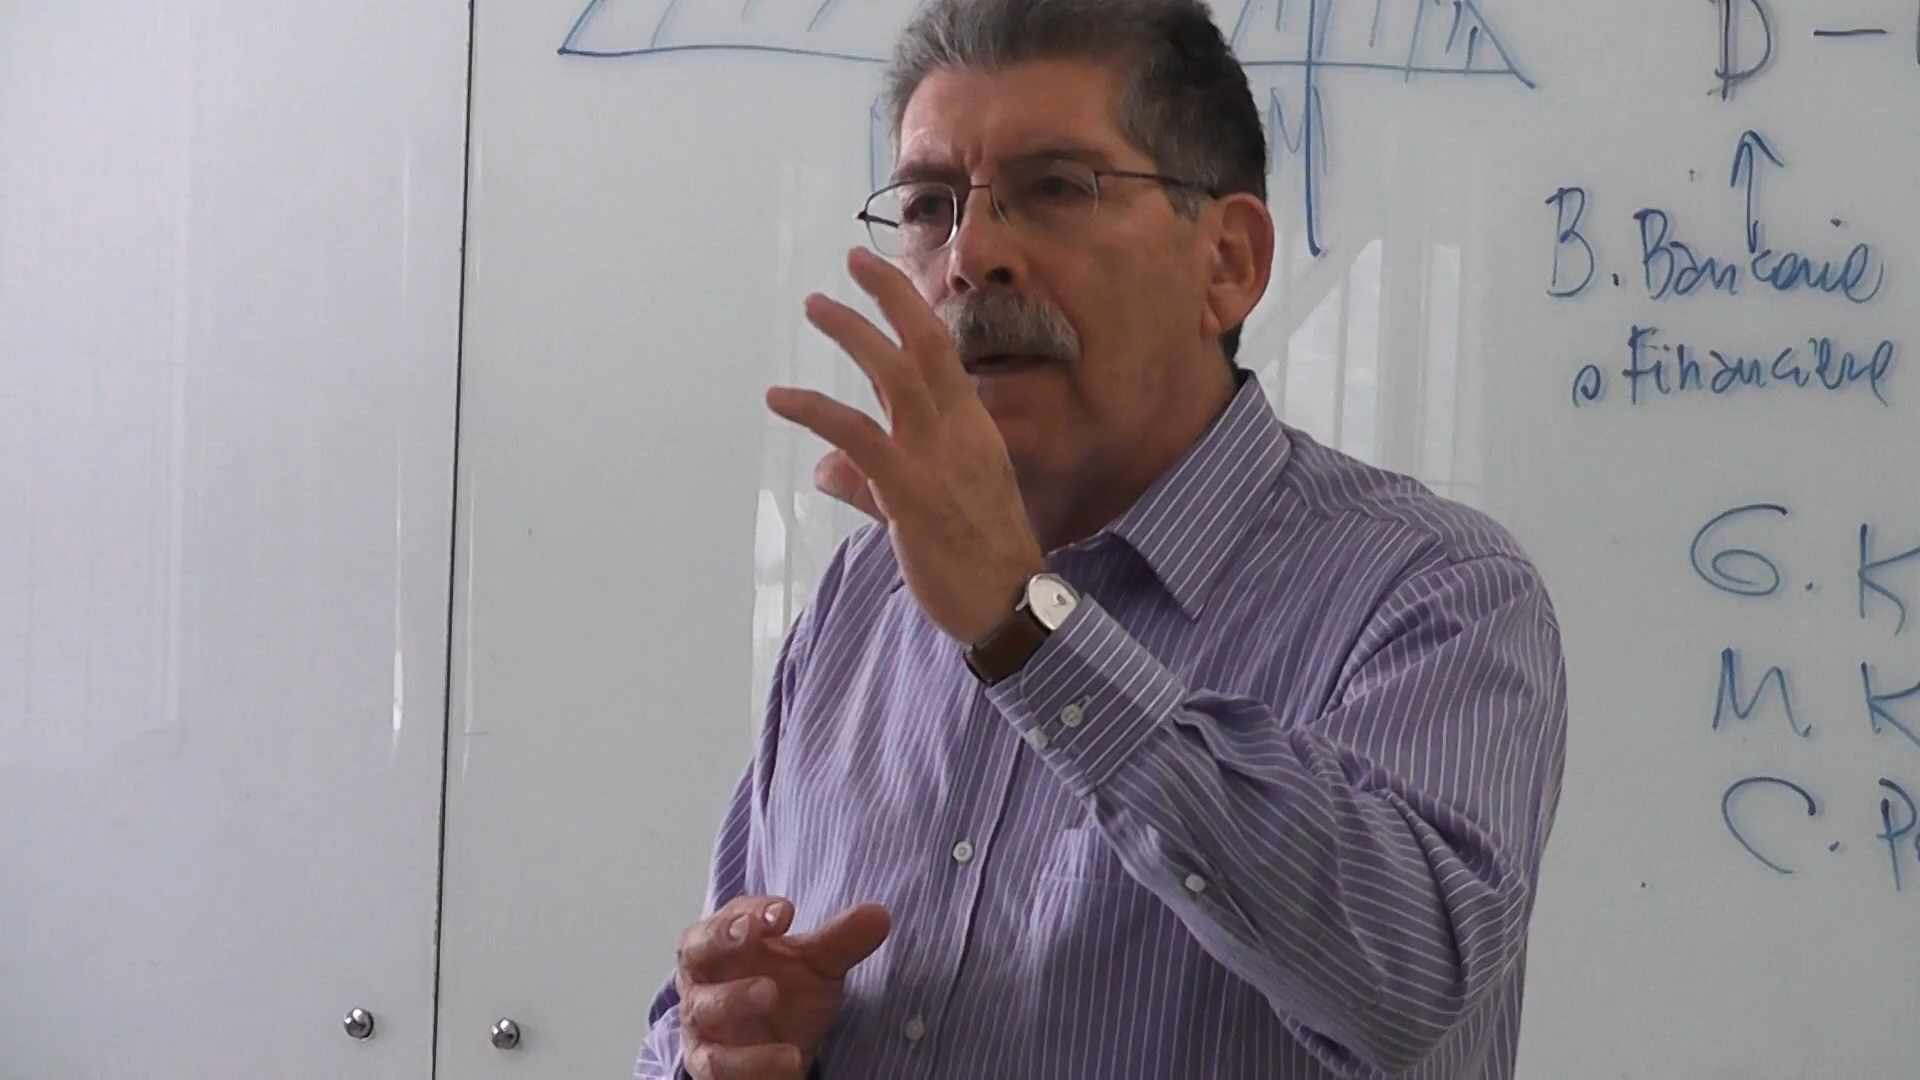 D —
M
B. Bancaire
o Financière
G. K
M. K
C. P